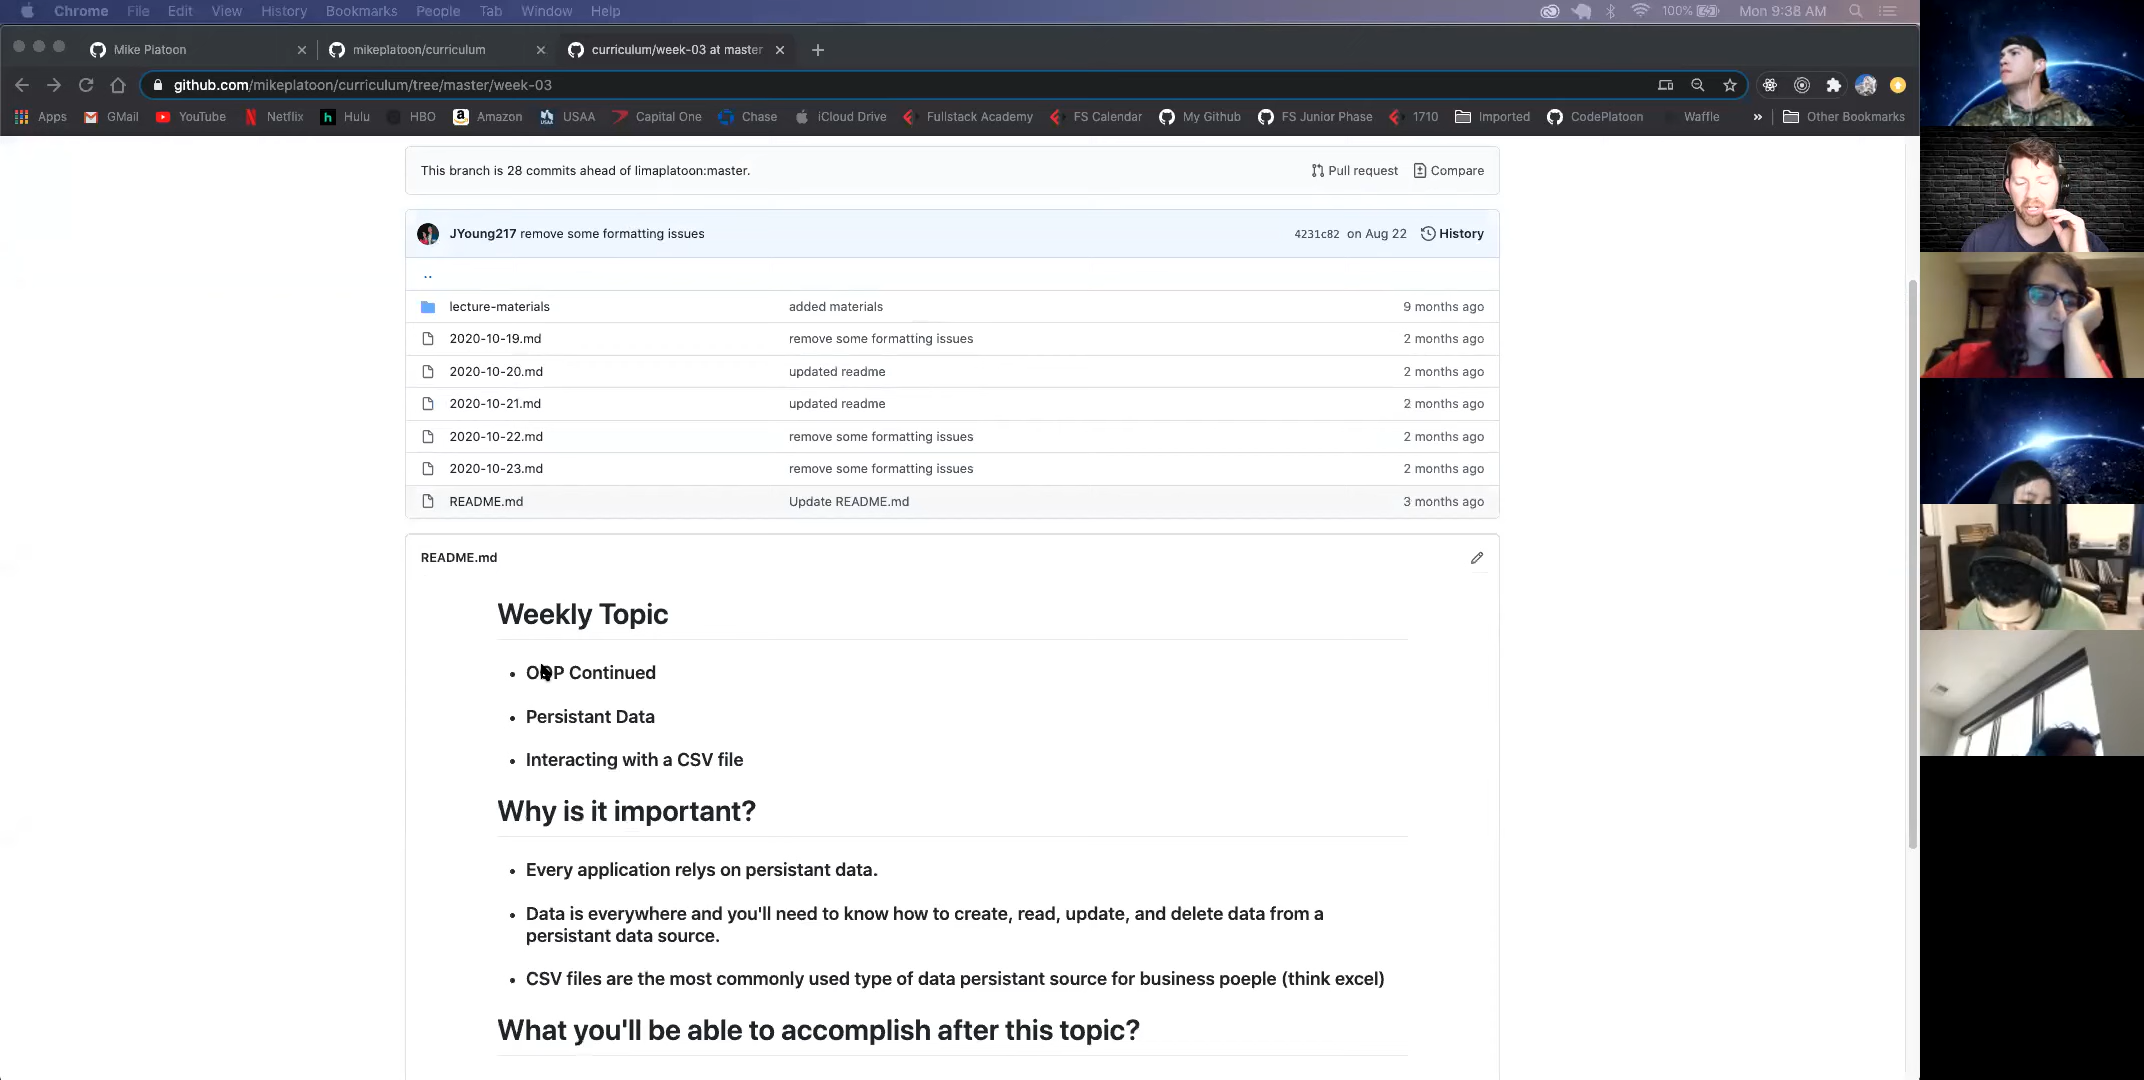 Chrome File Edit View History Bookmarks People Tab Window Help 100% Mon 9:38 AM
Mike Platoon mikeplatoon/curriculum curriculum/week-03 at master
github.com/mikeplatoon/curriculum/tree/master/week-03
Apps GMail YouTube Netflix Hulu HBO Amazon USAA Capital One Chase iCloud Drive Fullstack Academy FS Calendar My Github FS Junior Phase 1710 Imported CodePlatoon Waffle » Other Bookmarks
This branch is 28 commits ahead of limaplatoon:master. Pull request Compare
JYoung217 remove some formatting issues 4231c82 on Aug 22 History
..
lecture-materials added materials 9 months ago
2020-10-19.md remove some formatting issues 2 months ago
2020-10-20.md updated readme 2 months ago
2020-10-21.md updated readme 2 months ago
2020-10-22.md remove some formatting issues 2 months ago
2020-10-23.md remove some formatting issues 2 months ago
README.md Update README.md 3 months ago
README.md
Weekly Topic
• OOP Continued
• Persistant Data
• Interacting with a CSV file
Why is it important?
• Every application relys on persistant data.
• Data is everywhere and you'll need to know how to create, read, update, and delete data from a
persistant data source.
• CSV files are the most commonly used type of data persistant source for business poeple (think excel)
What you'll be able to accomplish after this topic?